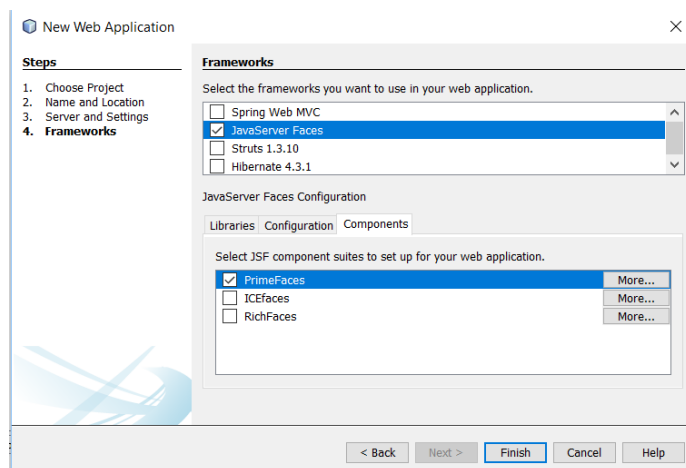 New Web Application
Steps
1. Choose Project
2. Name and Location
3. Server and Settings
4. Frameworks
Frameworks
Select the frameworks you want to use in your web application.
Spring Web MVC
JavaServer Faces
Struts 1.3.10
Hibernate 4.3.1
JavaServer Faces Configuration
Libraries Configuration Components
Select JSF component suites to set up for your web application.
PrimeFaces More...
ICEfaces More...
RichFaces More...
< Back Next > Finish Cancel Help